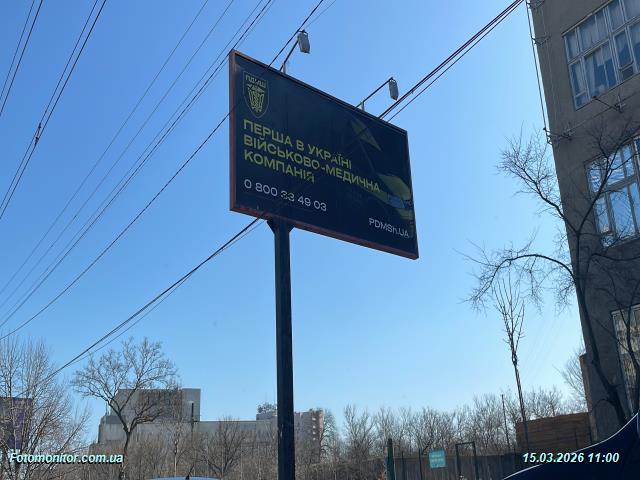 ПДМШ
ПЕРША В УКРАЇНІ
ВІЙСЬКОВО-МЕДИЧНА
КОМПАНІЯ
0 800 33 49 03
PDMSh.UA
Fotomonitor.com.ua
15.03.2026 11:00